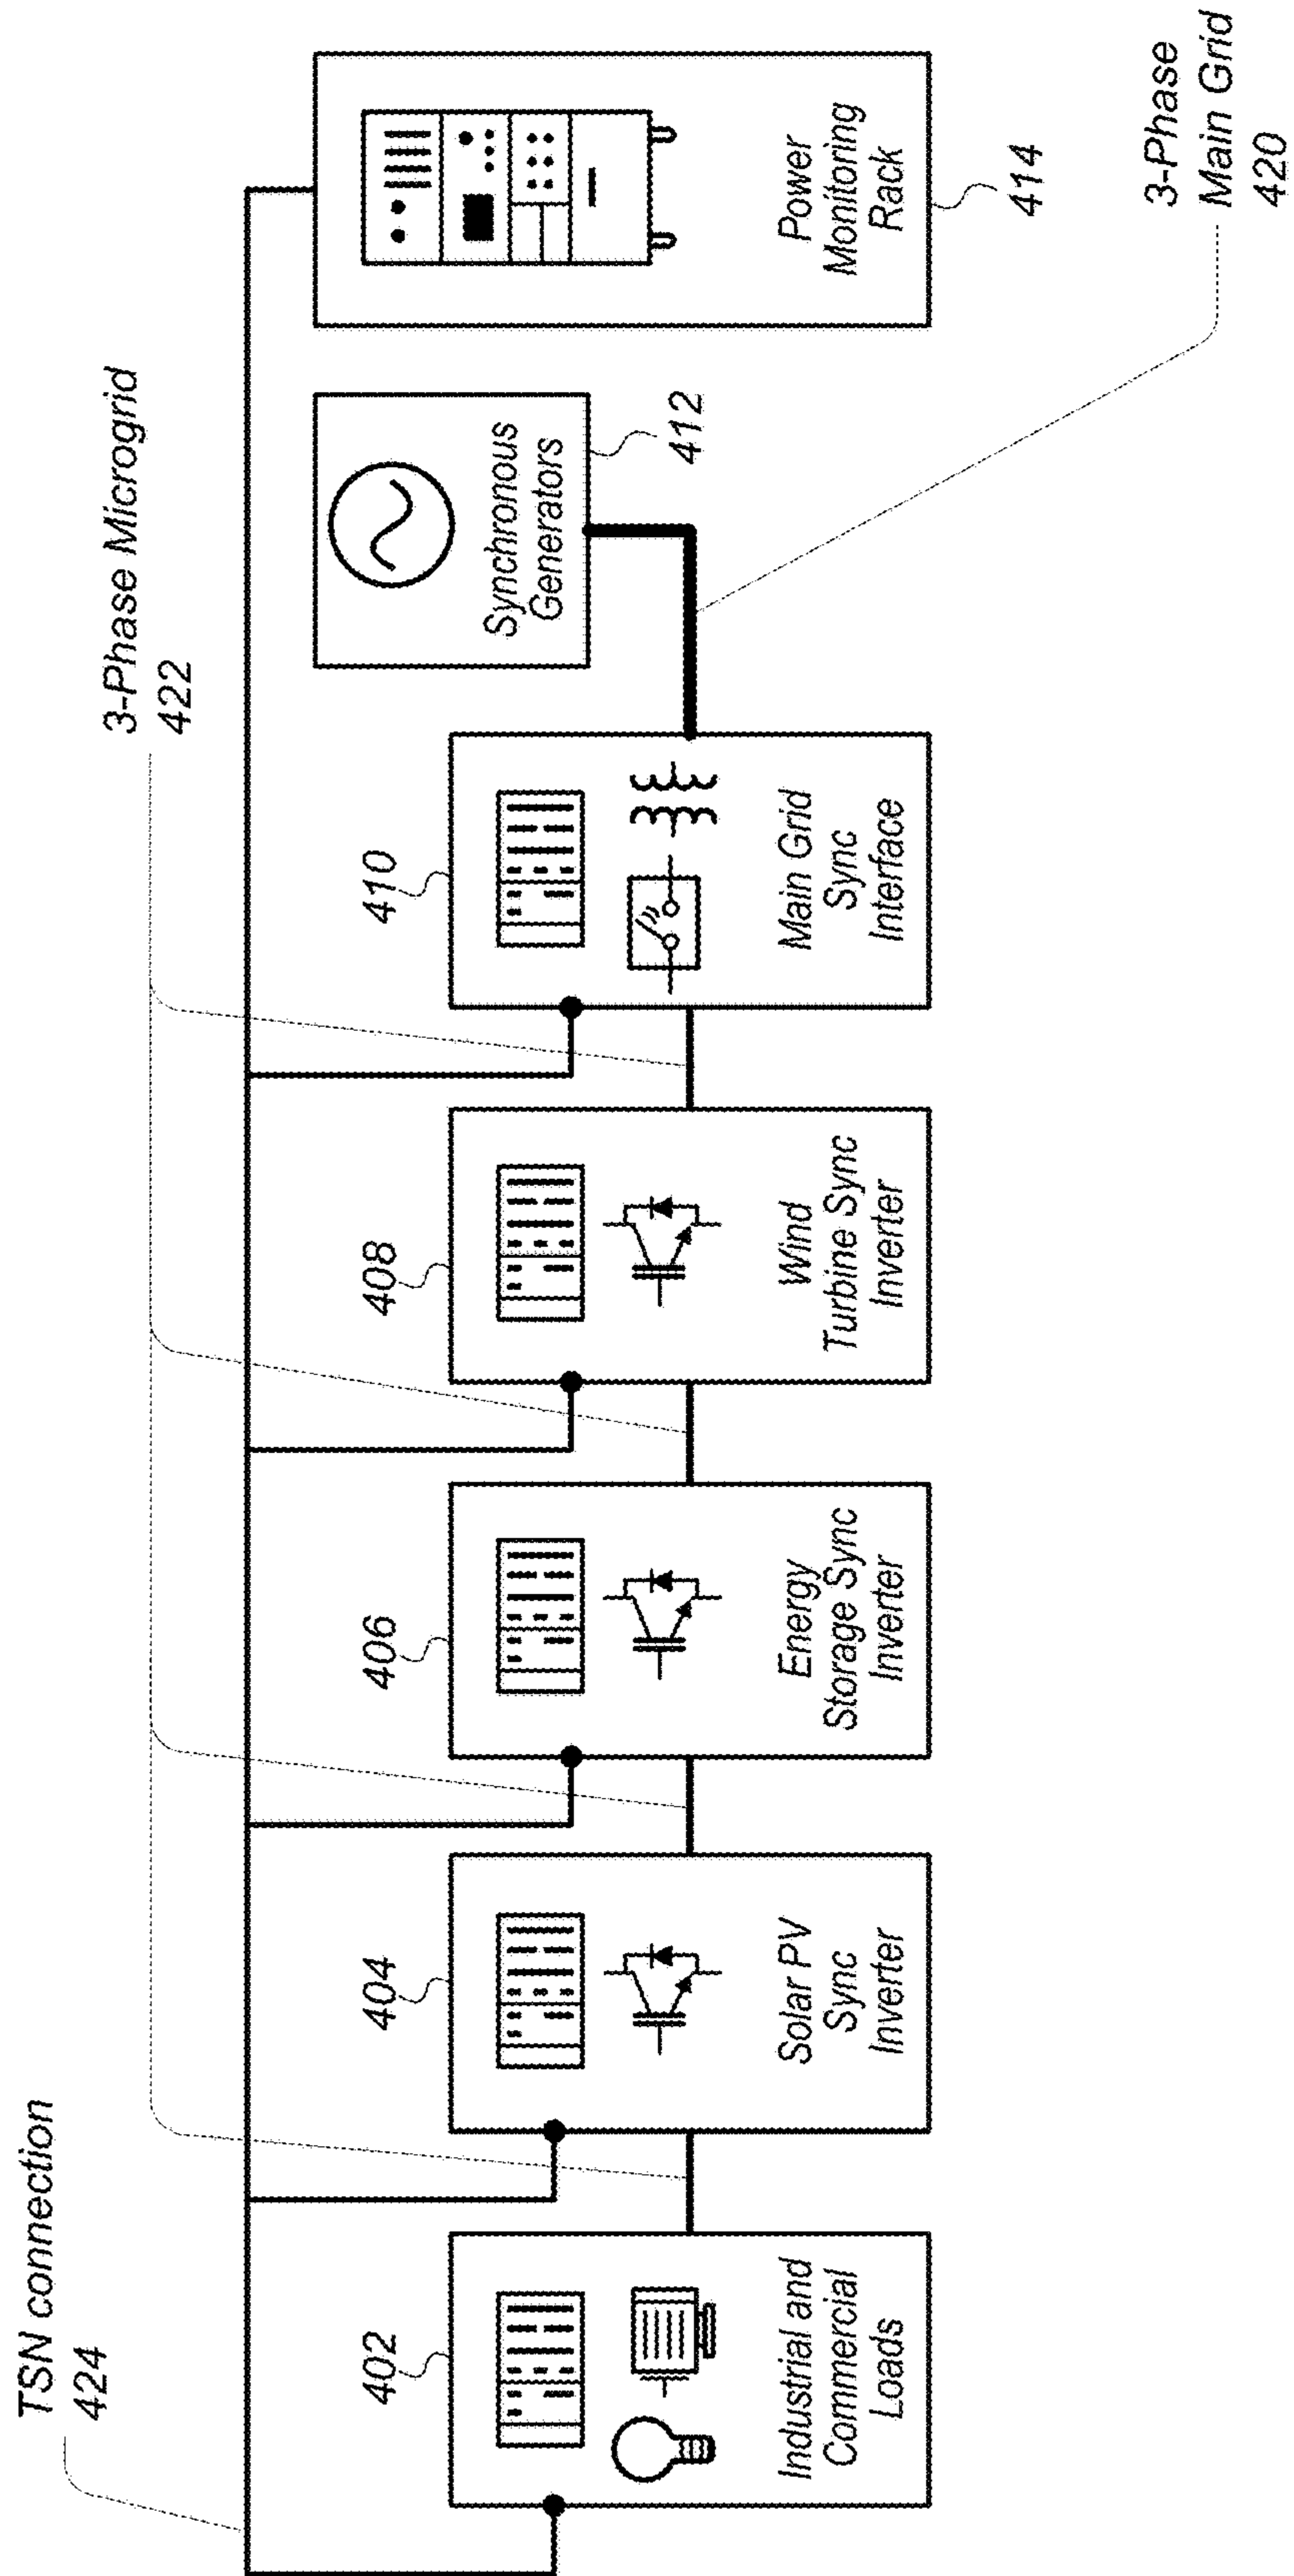 TSN connection
424
3-Phase Microgrid
422
402
404
406
408
410
Industrial and
Commercial
Loads
Solar PV
Sync
Inverter
Energy
Storage Sync
Inverter
Wind
Turbine Sync
Inverter
Main Grid
Sync
Interface
Synchronous
Generators
412
Power
Monitoring
Rack
414
3-Phase
Main Grid
420